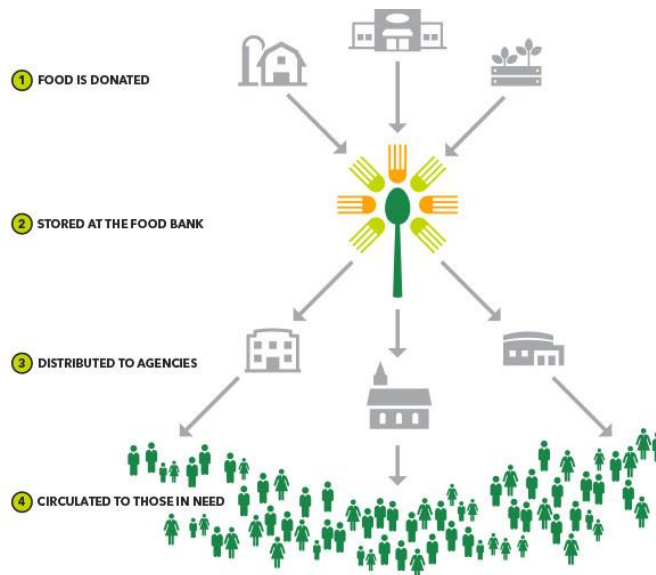 1 FOOD IS DONATED
2 STORED AT THE FOOD BANK
3 DISTRIBUTED TO AGENCIES
4 CIRCULATED TO THOSE IN NEED